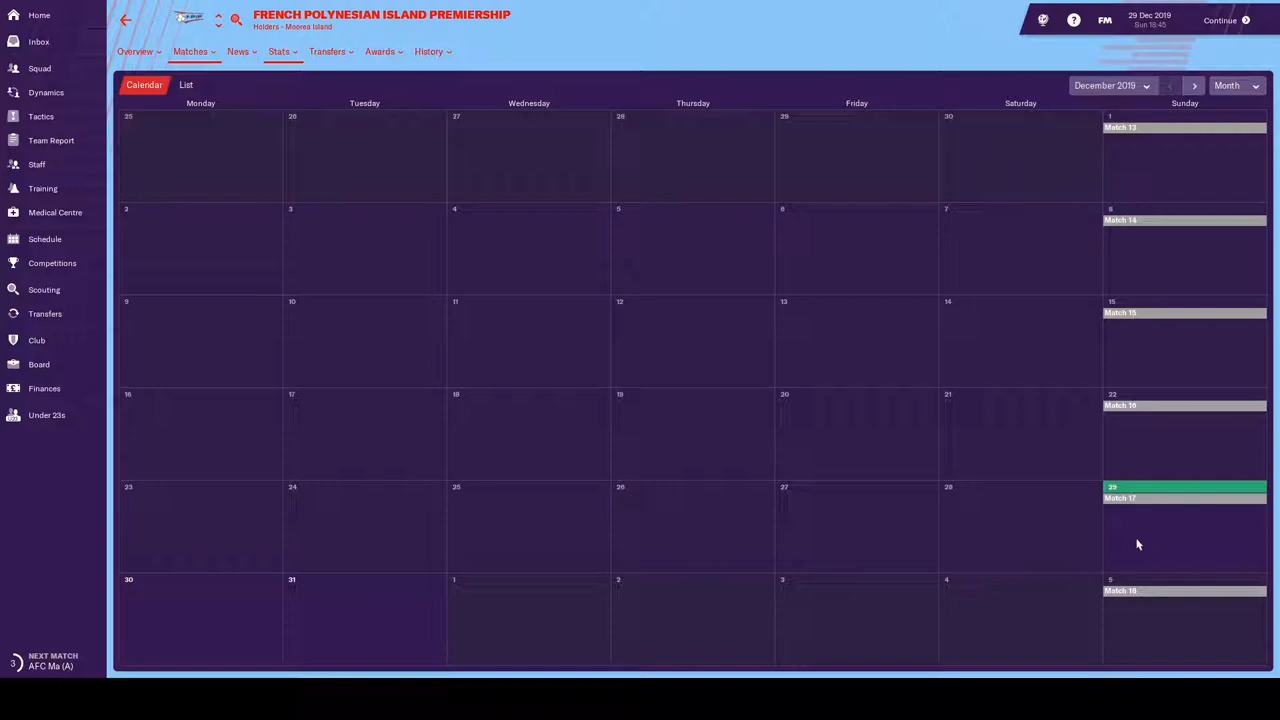 FRENCH POLYNESIAN ISLAND PREMIERSHIP
Holders - Moorea Island
FM
29 Dec 2019
Sun 18:45
Continue
Overview Matches News Stats Transfers Awards History
Home
Inbox
Squad
Dynamics
Tactics
Team Report
Staff
Training
Medical Centre
Schedule
Competitions
Scouting
Transfers
Club
Board
Finances
Under 23s
3
NEXT MATCH
AFC Ma (A)
Calendar List
December 2019
Month
Monday Tuesday Wednesday Thursday Friday Saturday Sunday
25 26 27 28 29 30 1
Match 13
2 3 4 5 6 7 8
Match 14
9 10 11 12 13 14 15
Match 15
16 17 18 19 20 21 22
Match 16
23 24 25 26 27 28 29
Match 17
30 31 1 2 3 4 5
Match 18